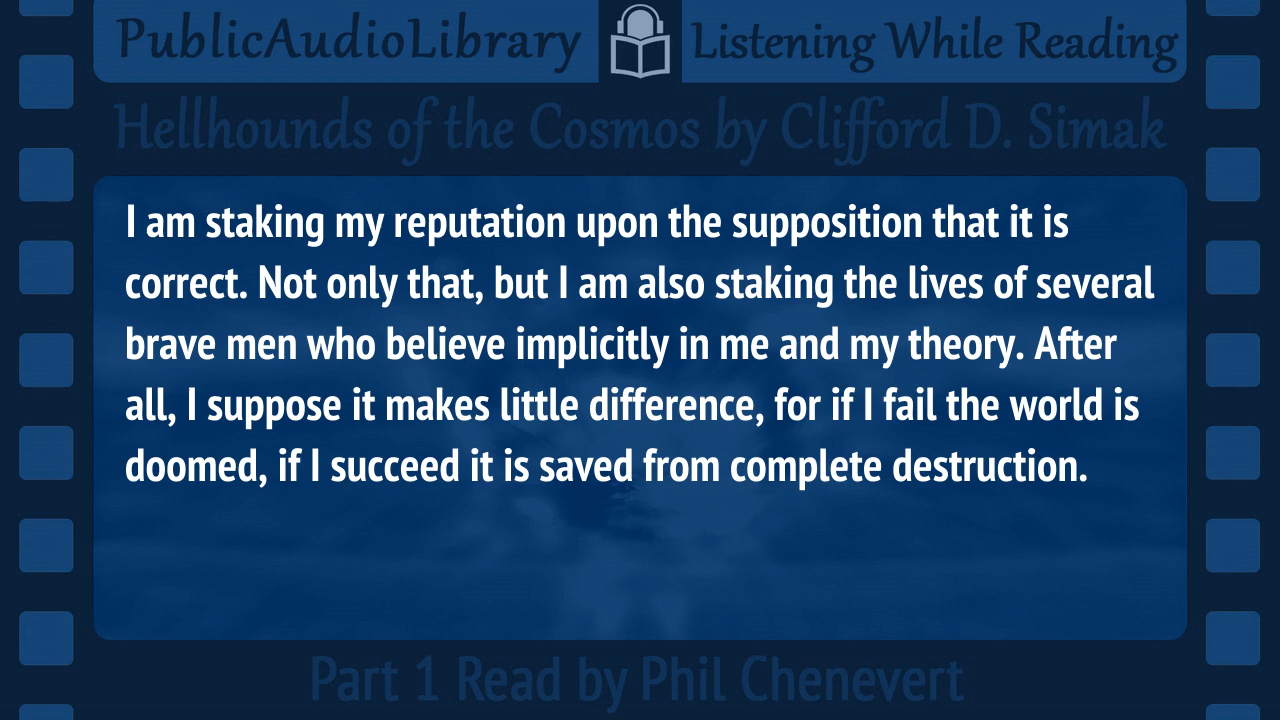 PublicAudioLibrary Listening While Reading
Hellhounds of the Cosmos by Clifford D. Simak
I am staking my reputation upon the supposition that it is
correct. Not only that, but I am also staking the lives of several
brave men who believe implicitly in me and my theory. After
all, I suppose it makes little difference, for if I fail the world is
doomed, if I succeed it is saved from complete destruction.
Part 1 Read by Phil Chenevert